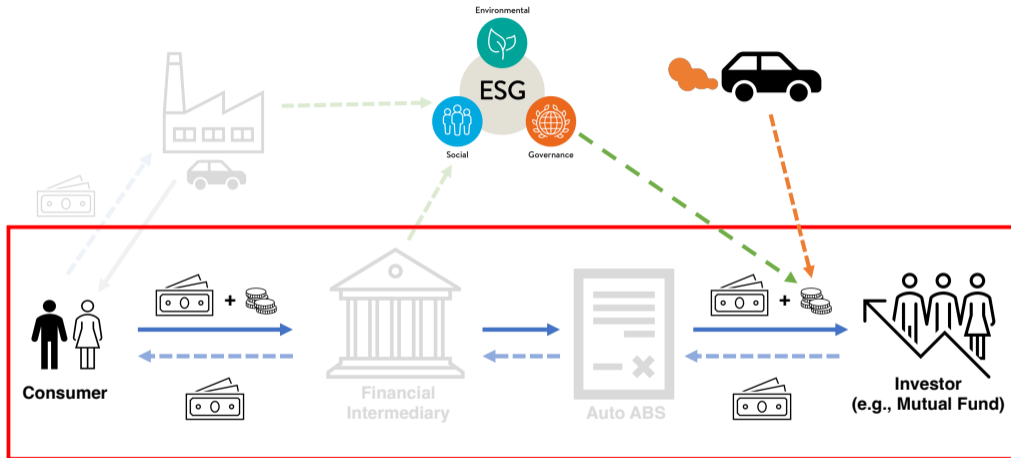 Environmental
ESG
Social
Governance
+
+
Consumer
Financial
Intermediary
Auto ABS
Investor
(e.g., Mutual Fund)